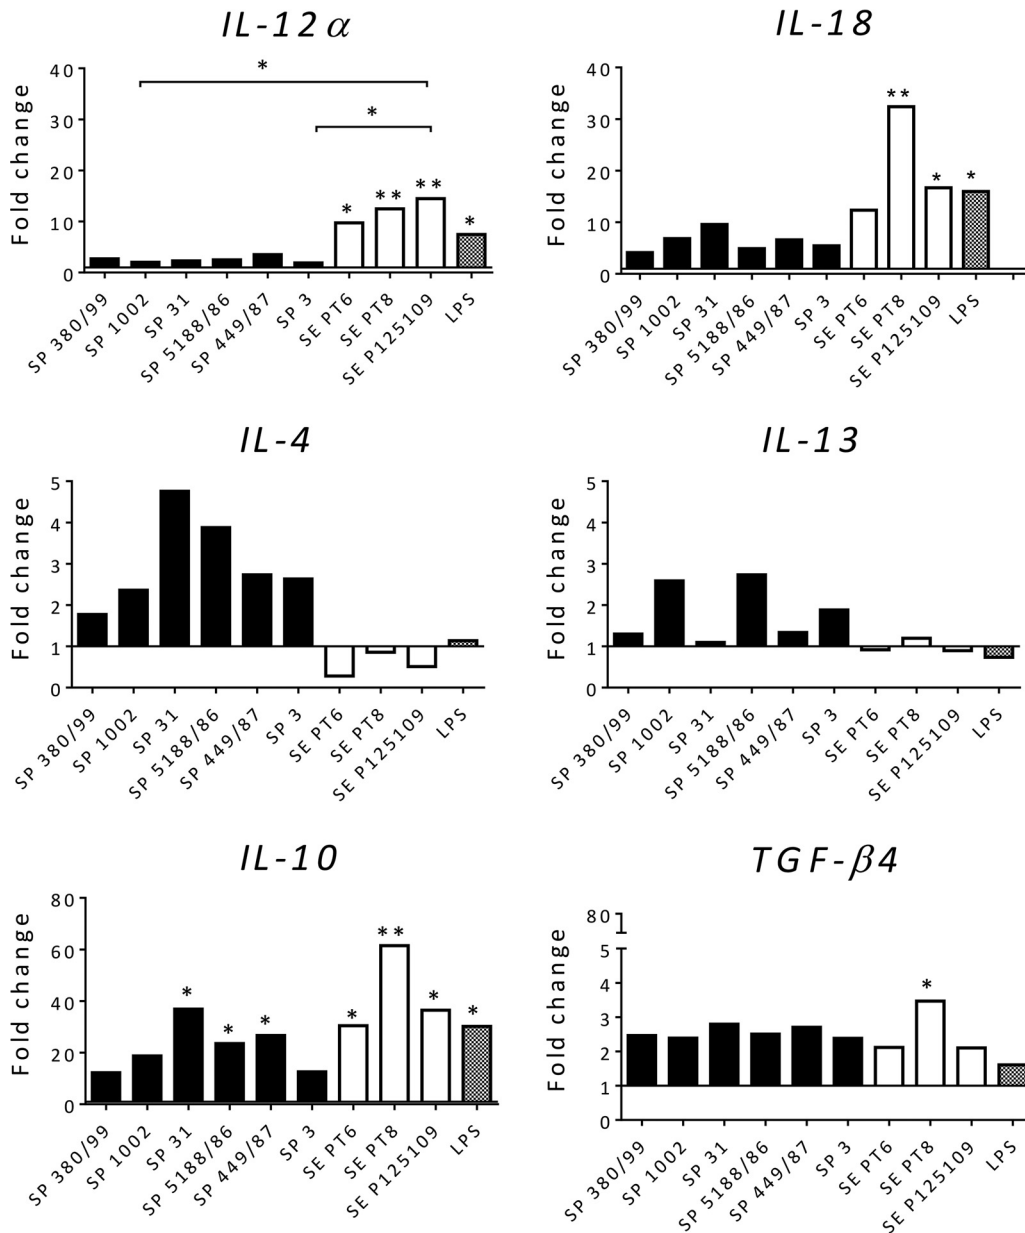 IL-12α
Fold change
40
30
20
10
0
*
*
*
**
**
*
SP 380/99
SP 1002
SP 31
SP 5188/86
SP 449/87
SP 3
SE PT6
SE PT8
SE P125109
LPS
IL-18
Fold change
40
30
20
10
0
**
*
*
SP 380/99
SP 1002
SP 31
SP 5188/86
SP 449/87
SP 3
SE PT6
SE PT8
SE P125109
LPS
IL-4
Fold change
5
4
3
2
1
0
SP 380/99
SP 1002
SP 31
SP 5188/86
SP 449/87
SP 3
SE PT6
SE PT8
SE P125109
LPS
IL-13
Fold change
5
4
3
2
1
0
SP 380/99
SP 1002
SP 31
SP 5188/86
SP 449/87
SP 3
SE PT6
SE PT8
SE P125109
LPS
IL-10
Fold change
80
60
40
20
0
*
*
*
*
**
*
*
SP 380/99
SP 1002
SP 31
SP 5188/86
SP 449/87
SP 3
SE PT6
SE PT8
SE P125109
LPS
TGF-β4
Fold change
80
5
4
3
2
1
0
*
SP 380/99
SP 1002
SP 31
SP 5188/86
SP 449/87
SP 3
SE PT6
SE PT8
SE P125109
LPS